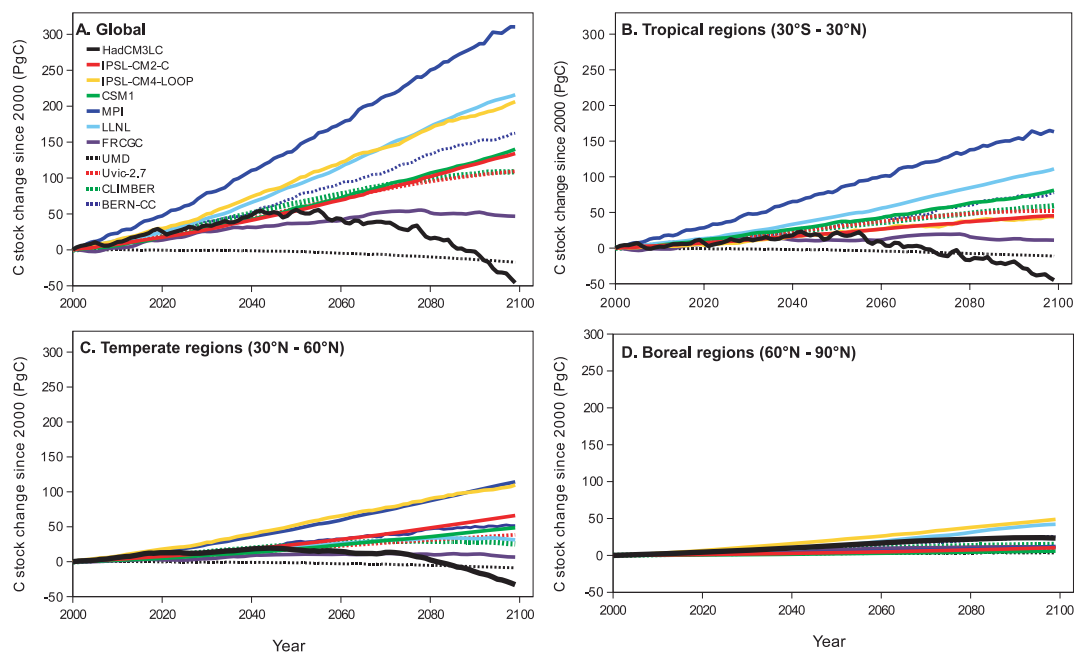 A. Global
C stock change since 2000 (PgC)
300
250
200
150
100
50
0
-50
HadCM3LC
IPSL-CM2-C
IPSL-CM4-LOOP
CSM1
MPI
LLNL
FRCGC
UMD
Uvic-2.7
CLIMBER
BERN-CC
2000
2020
2040
2060
2080
2100
B. Tropical regions (30°S - 30°N)
C stock change since 2000 (PgC)
300
250
200
150
100
50
0
-50
2000
2020
2040
2060
2080
2100
C. Temperate regions (30°N - 60°N)
C stock change since 2000 (PgC)
300
250
200
150
100
50
0
-50
2000
2020
2040
2060
2080
2100
Year
D. Boreal regions (60°N - 90°N)
C stock change since 2000 (PgC)
300
250
200
150
100
50
0
-50
2000
2020
2040
2060
2080
2100
Year